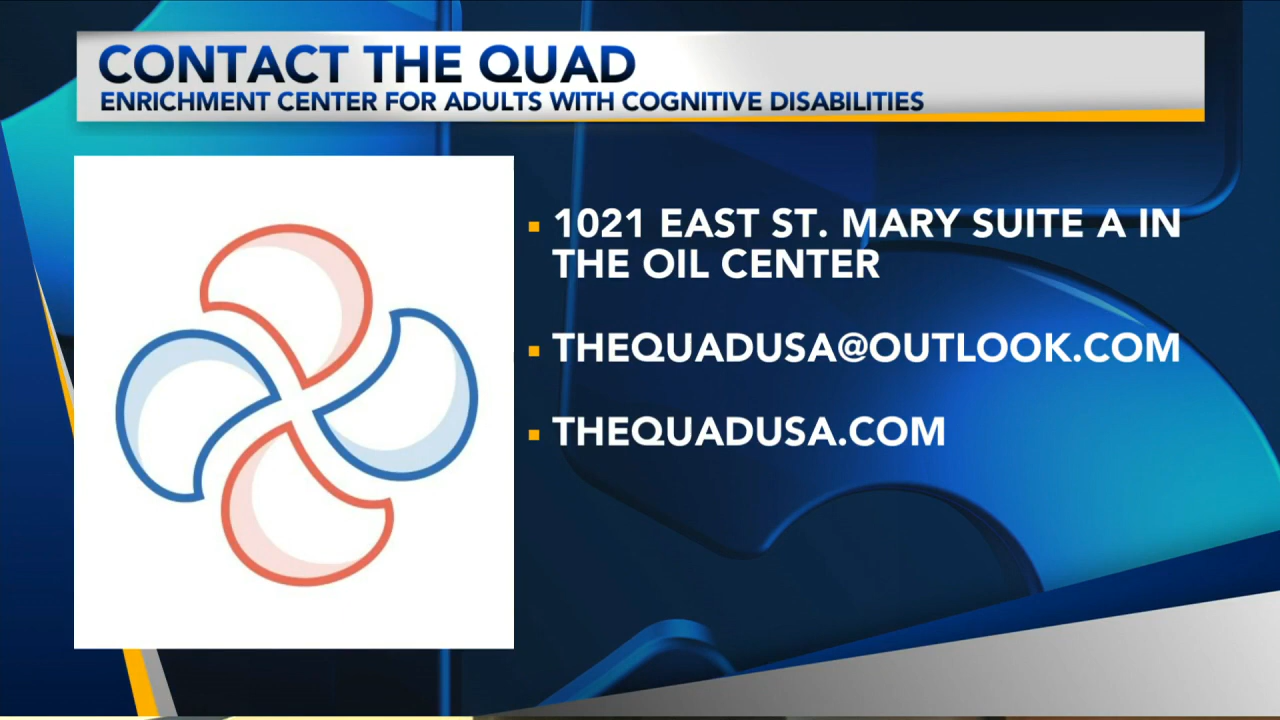 CONTACT THE QUAD
ENRICHMENT CENTER FOR ADULTS WITH COGNITIVE DISABILITIES
1021 EAST ST. MARY SUITE A IN
THE OIL CENTER
THEQUADUSA@OUTLOOK.COM
THEQUADUSA.COM